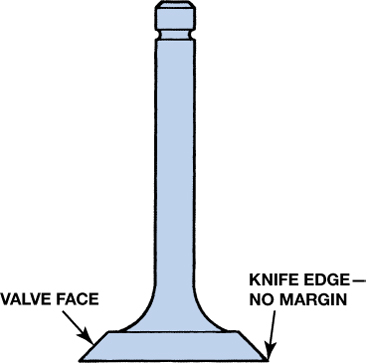 VALVE FACE
KNIFE EDGE—
NO MARGIN